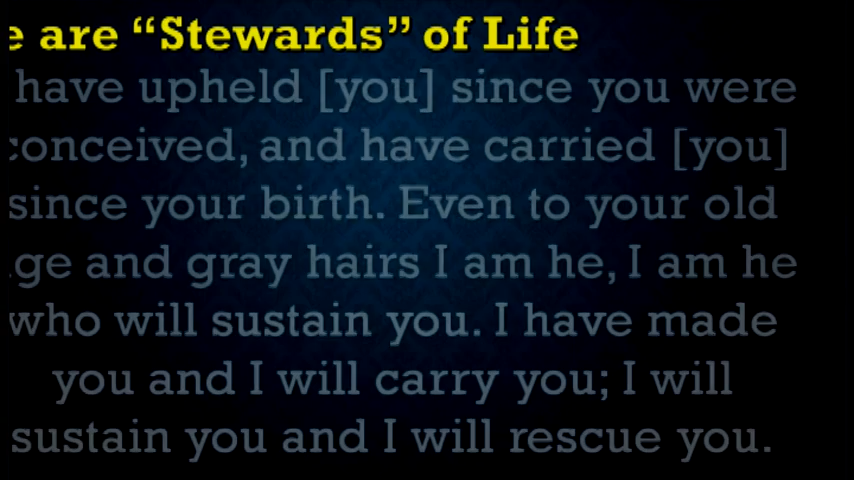 e are “Stewards” of Life
have upheld [you] since you were
conceived, and have carried [you]
since your birth. Even to your old
ge and gray hairs I am he, I am he
who will sustain you. I have made
you and I will carry you; I will
sustain you and I will rescue you.